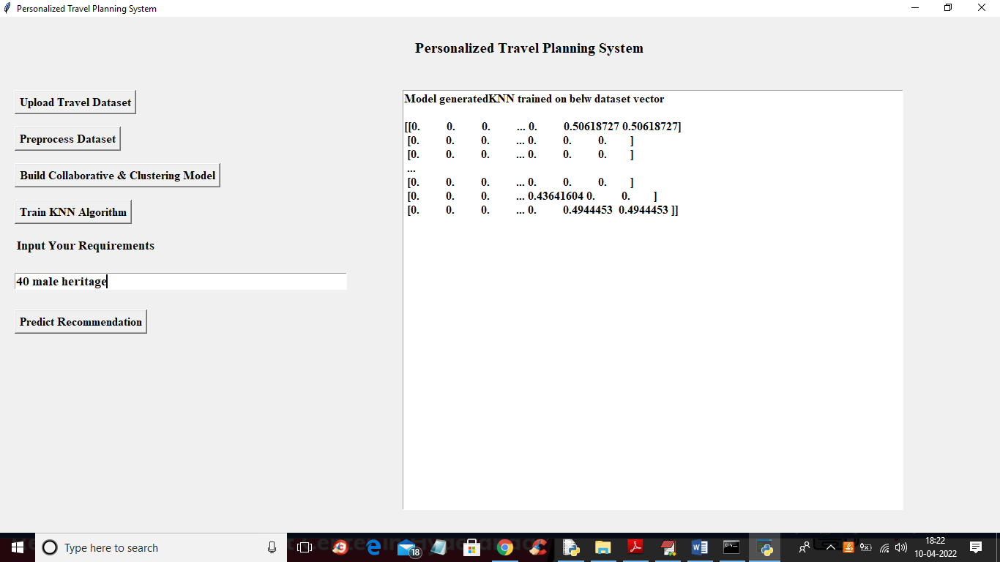 Personalized Travel Planning System
Personalized Travel Planning System
Upload Travel Dataset
Preprocess Dataset
Build Collaborative & Clustering Model
Train KNN Algorithm
Input Your Requirements
40 male heritage
Predict Recommendation
Model generatedKNN trained on belw dataset vector
[[0. 0. 0. ... 0. 0.50618727 0.50618727]
[0. 0. 0. ... 0. 0. 0. ]
[0. 0. 0. ... 0. 0. 0. ]
...
[0. 0. 0. ... 0. 0. 0. ]
[0. 0. 0. ... 0.43641604 0. 0. ]
[0. 0. 0. ... 0. 0.4944453 0.4944453 ]]
Type here to search
18
18:22
10-04-2022